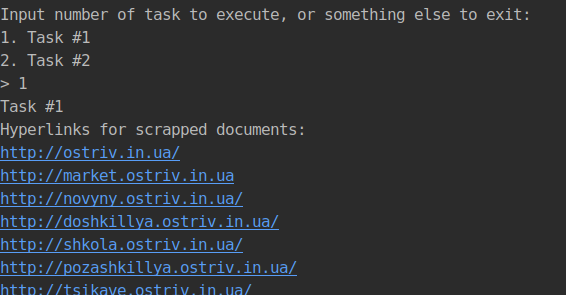 Input number of task to execute, or something else to exit:
1. Task #1
2. Task #2
> 1
Task #1
Hyperlinks for scrapped documents:
http://ostriv.in.ua/
http://market.ostriv.in.ua
http://novyny.ostriv.in.ua/
http://doshkillya.ostriv.in.ua/
http://shkola.ostriv.in.ua/
http://pozashkillya.ostriv.in.ua/
http://tsikave.ostriv.in.ua/